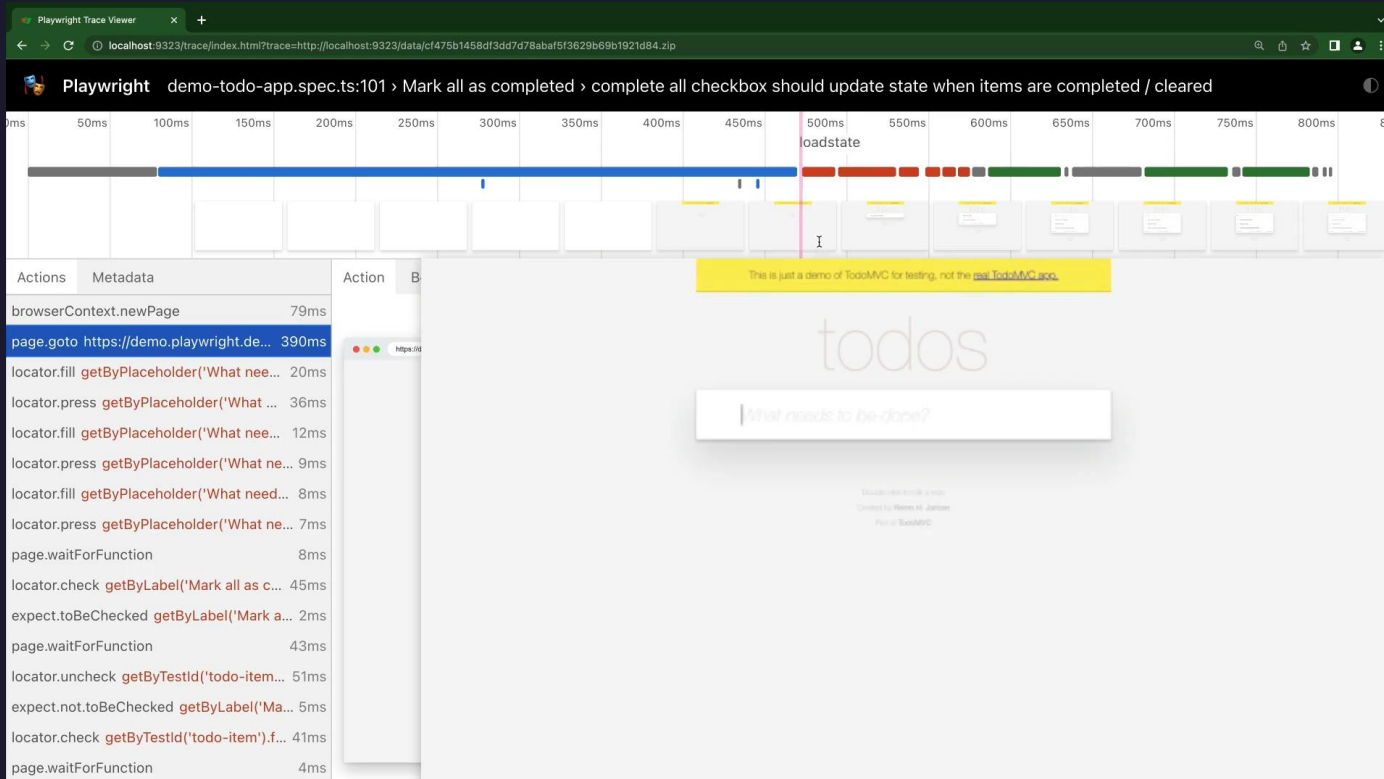 Playwright Trace Viewer
localhost:9323/trace/index.html?trace=http://localhost:9323/data/cf475b1458df3dd7d78abaf5f3629b69b1921d84.zip
Playwright demo-todo-app.spec.ts:101 › Mark all as completed › complete all checkbox should update state when items are completed / cleared
0ms 50ms 100ms 150ms 200ms 250ms 300ms 350ms 400ms 450ms 500ms 550ms 600ms 650ms 700ms 750ms 800ms
loadstate
Actions Metadata Action
browserContext.newPage 79ms
page.goto https://demo.playwright.de... 390ms
locator.fill getByPlaceholder('What nee... 20ms
locator.press getByPlaceholder('What ... 36ms
locator.fill getByPlaceholder('What nee... 12ms
locator.press getByPlaceholder('What ne... 9ms
locator.fill getByPlaceholder('What need... 8ms
locator.press getByPlaceholder('What ne... 7ms
page.waitForFunction 8ms
locator.check getByLabel('Mark all as c... 45ms
expect.toBeChecked getByLabel('Mark a... 2ms
page.waitForFunction 43ms
locator.uncheck getByTestId('todo-item... 51ms
expect.not.toBeChecked getByLabel('Ma... 5ms
locator.check getByTestId('todo-item').f... 41ms
page.waitForFunction 4ms
https://d
This is just a demo of TodoMVC for testing, not the real TodoMVC app.
todos
What needs to be done?